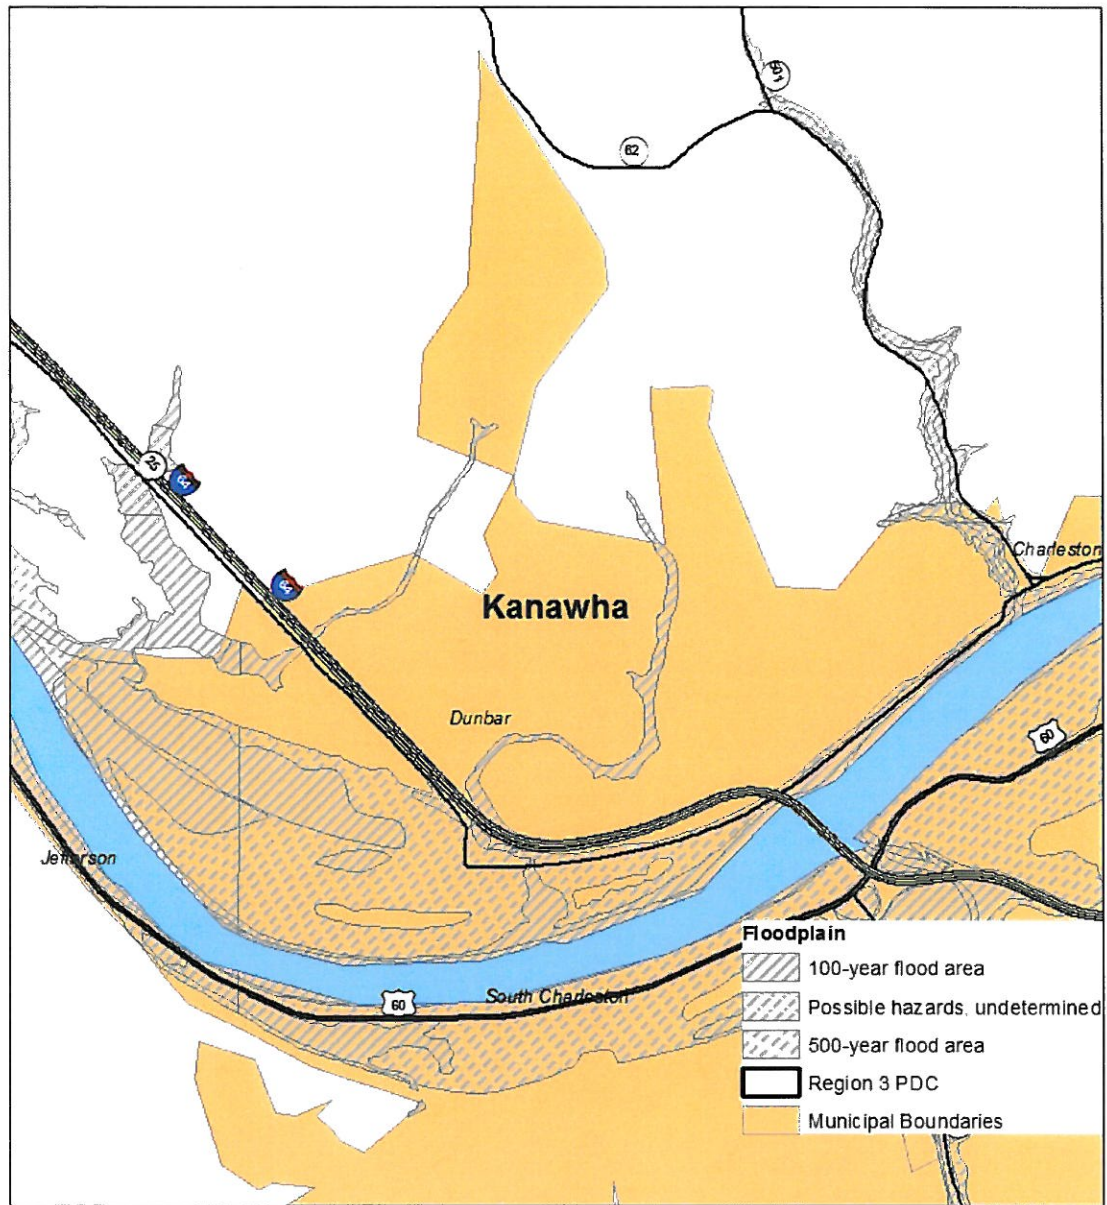 601
62
25
64
64
Charleston
Kanawha
Dunbar
60
Jefferson
South Charleston
60
Floodplain
100-year flood area
Possible hazards, undetermined
500-year flood area
Region 3 PDC
Municipal Boundaries